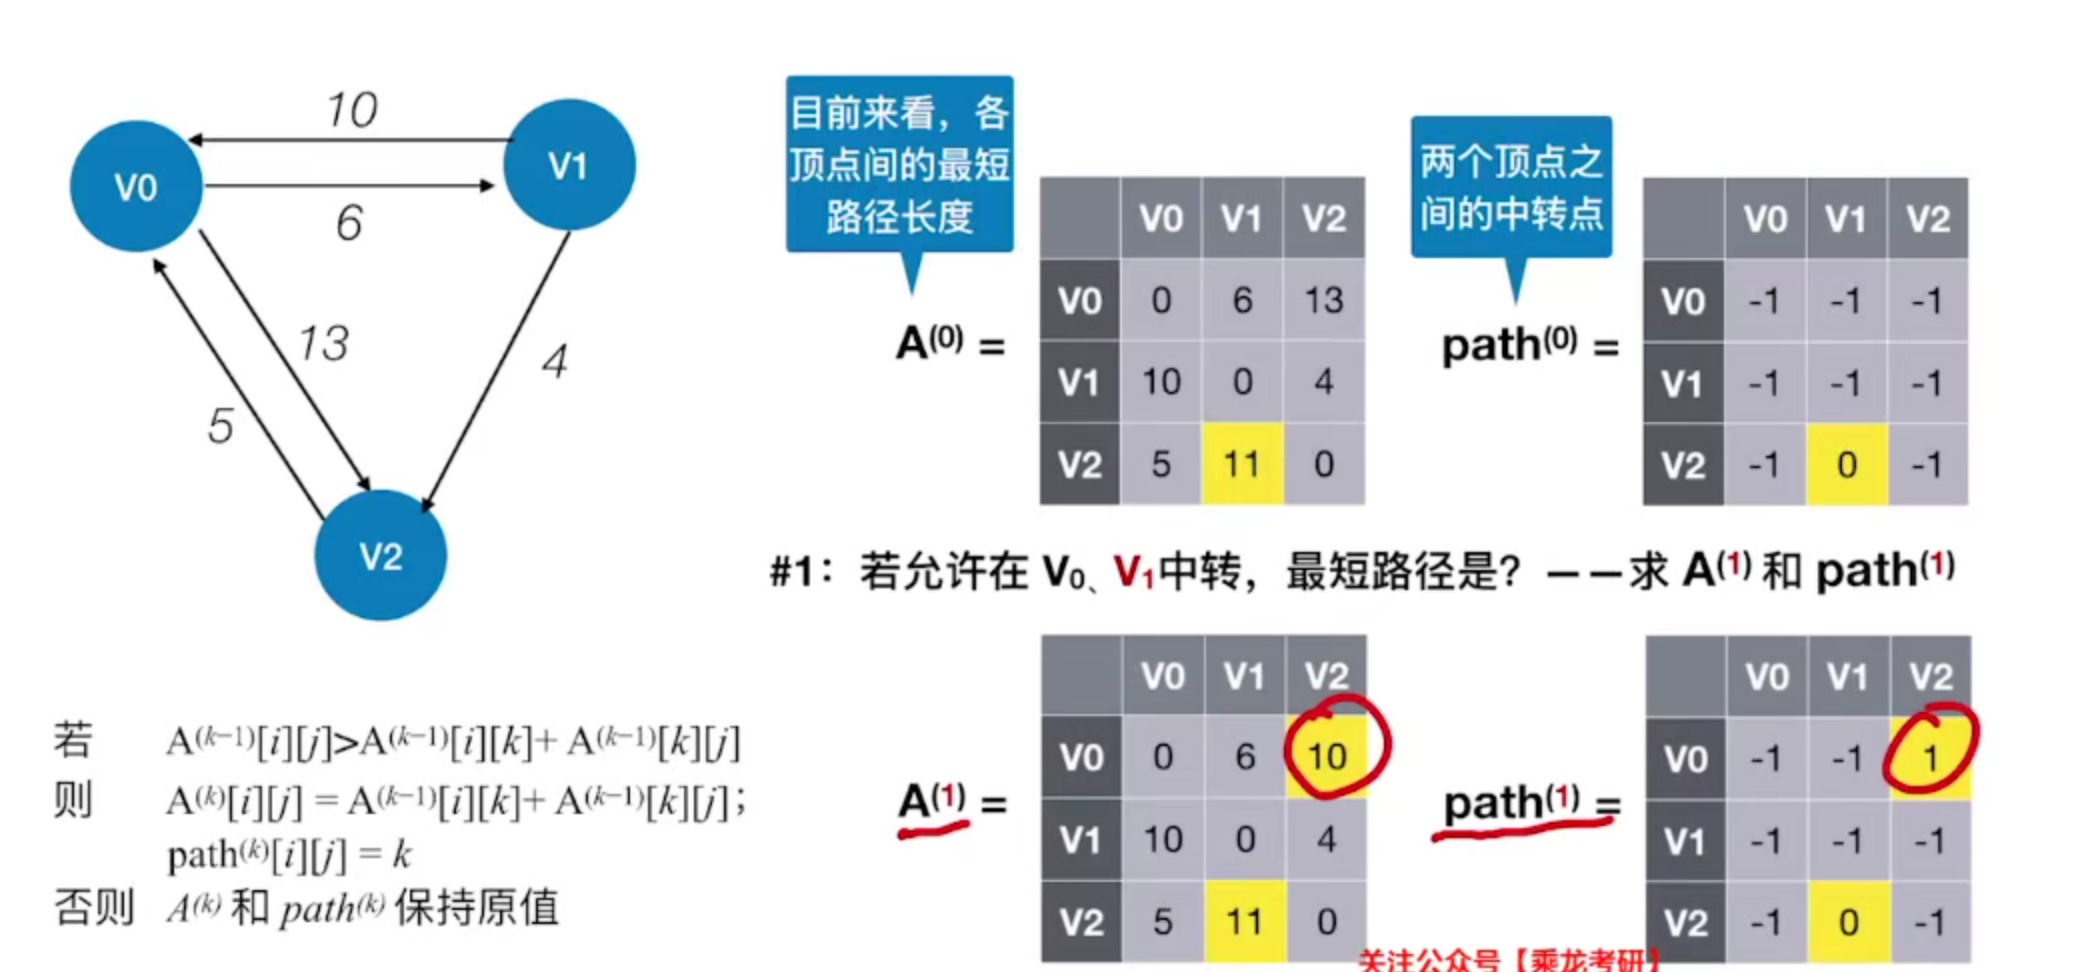 10
V0
V1
6
13
4
5
V2
目前来看，各
顶点间的最短
路径长度
A(0) =
V0 V1 V2
V0 0 6 13
V1 10 0 4
V2 5 11 0
两个顶点之
间的中转点
path(0) =
V0 V1 V2
V0 -1 -1 -1
V1 -1 -1 -1
V2 -1 0 -1
#1：若允许在 V0、V1中转，最短路径是？——求 A(1) 和 path(1)
若 A(k−1)[i][j]>A(k−1)[i][k]+ A(k−1)[k][j]
则 A(k)[i][j] = A(k−1)[i][k]+ A(k−1)[k][j];
path(k)[i][j] = k
否则 A(k) 和 path(k) 保持原值
A(1) =
V0 V1 V2
V0 0 6 10
V1 10 0 4
V2 5 11 0
path(1) =
V0 V1 V2
V0 -1 -1 1
V1 -1 -1 -1
V2 -1 0 -1
关注公众号【乘龙考研】